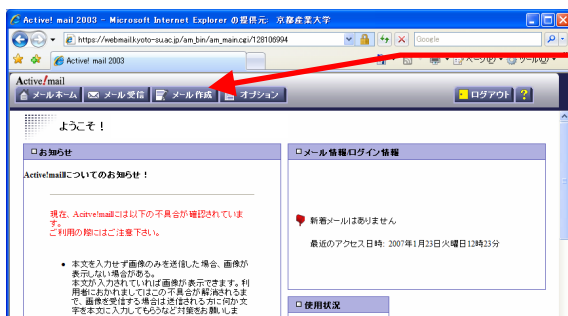 Active! mail 2003 - Microsoft Internet Explorer の提供元: 京都産業大学
https://webmail.kyoto-su.ac.jp/am_bin/am_main.cgi/128106994
Google
Active! mail 2003
Active!mail
メールホーム メール受信 メール作成 オプション ログアウト ?
ようこそ！
お知らせ
Active!mailについてのお知らせ！
現在、Acitve!mailには以下の不具合が確認されています。
ご利用の際にはご注意下さい。
本文を入力せず画像のみを送信した場合、画像が
表示しない場合がある。
本文が入力されていれば画像が表示できます。利
用者におかれましてはこの不具合が解消されるま
で、画像を受信する場合は送信される方に何か文
字を本文に入力してもらうなど対策をお願いしま
メール情報/ログイン情報
新着メールはありません
最近のアクセス日時: 2007年1月23日火曜日12時23分
使用状況